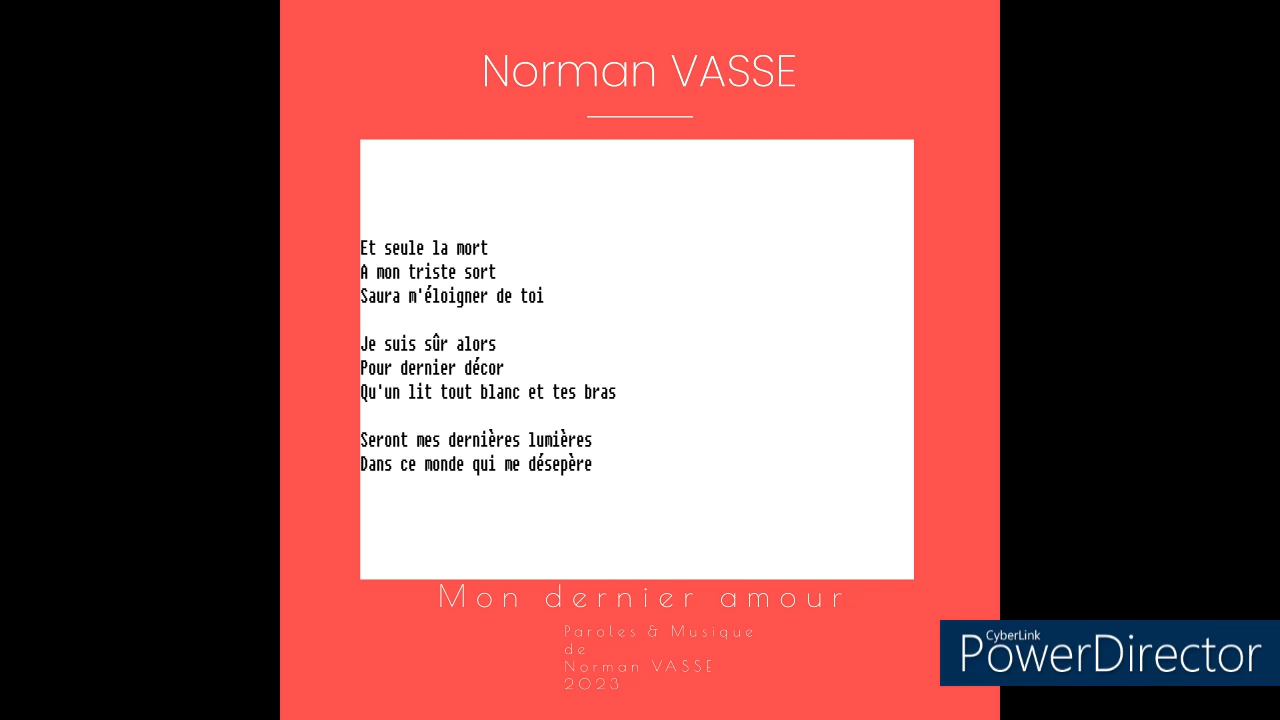 Norman VASSE
Et seule la mort
A mon triste sort
Saura m'éloigner de toi
Je suis sûr alors
Pour dernier décor
Qu'un lit tout blanc et tes bras
Seront mes dernières lumières
Dans ce monde qui me désepère
Mon dernier amour
Paroles & Musique
de
Norman VASSE
2023
CyberLink
PowerDirector